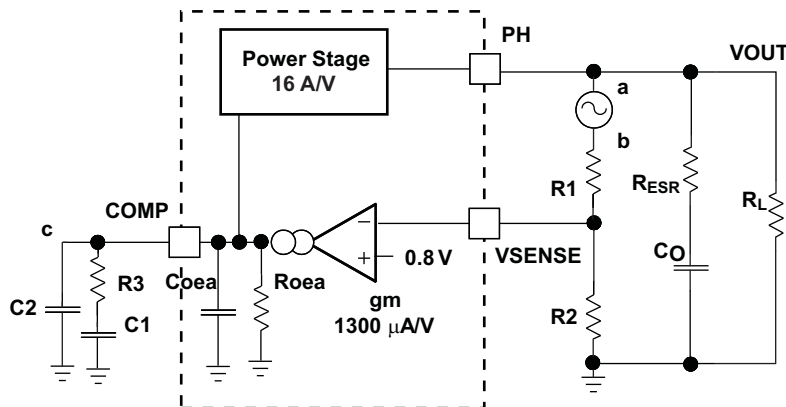 PH
VOUT
Power Stage
16 A/V
a
b
R1
RESR
RL
COMP
c
VSENSE
0.8 V
Coea
Roea
R3
CO
gm
1300 μA/V
C2
C1
R2